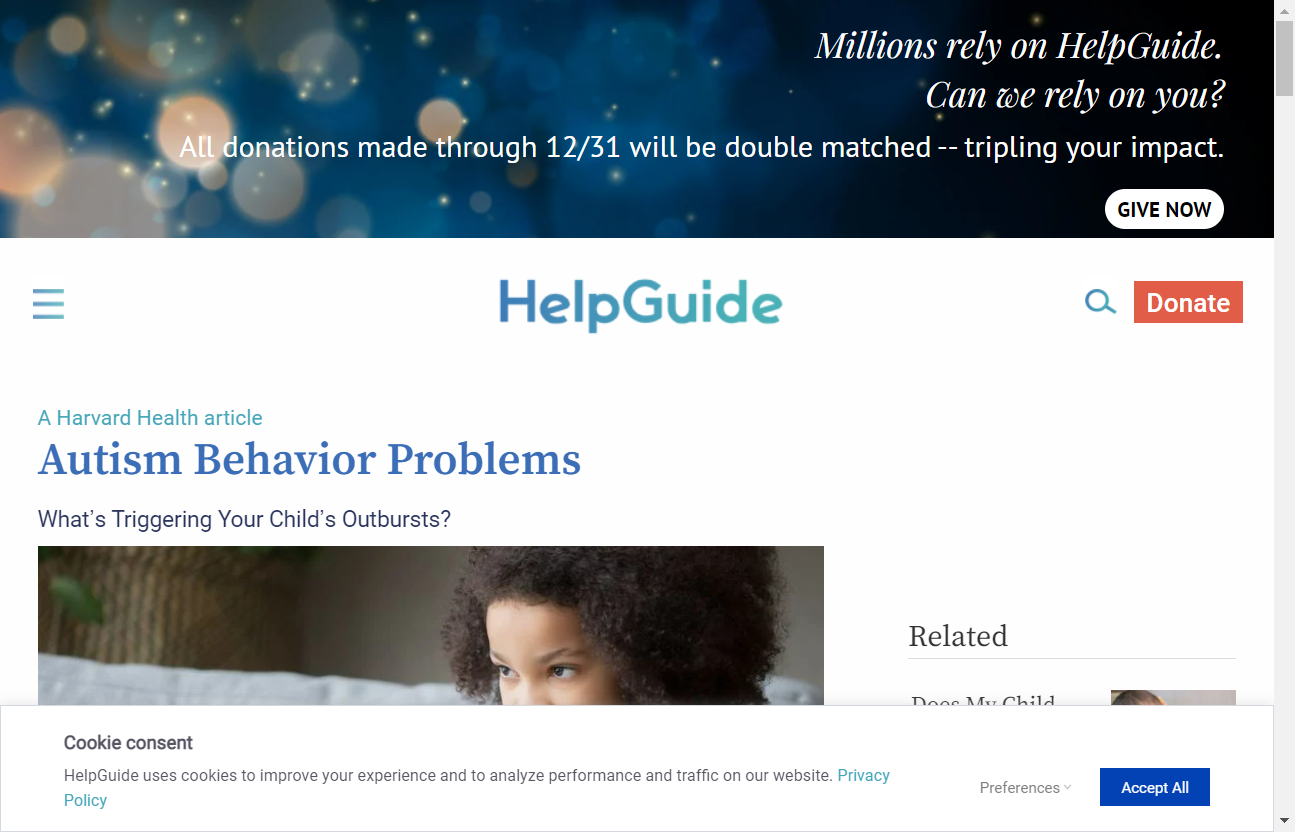 Millions rely on HelpGuide.
Can we rely on you?
All donations made through 12/31 will be double matched -- tripling your impact.
GIVE NOW
HelpGuide
Donate
A Harvard Health article
Autism Behavior Problems
What’s Triggering Your Child’s Outbursts?
Related
Does My Child
Cookie consent
HelpGuide uses cookies to improve your experience and to analyze performance and traffic on our website. Privacy
Policy
Preferences
Accept All